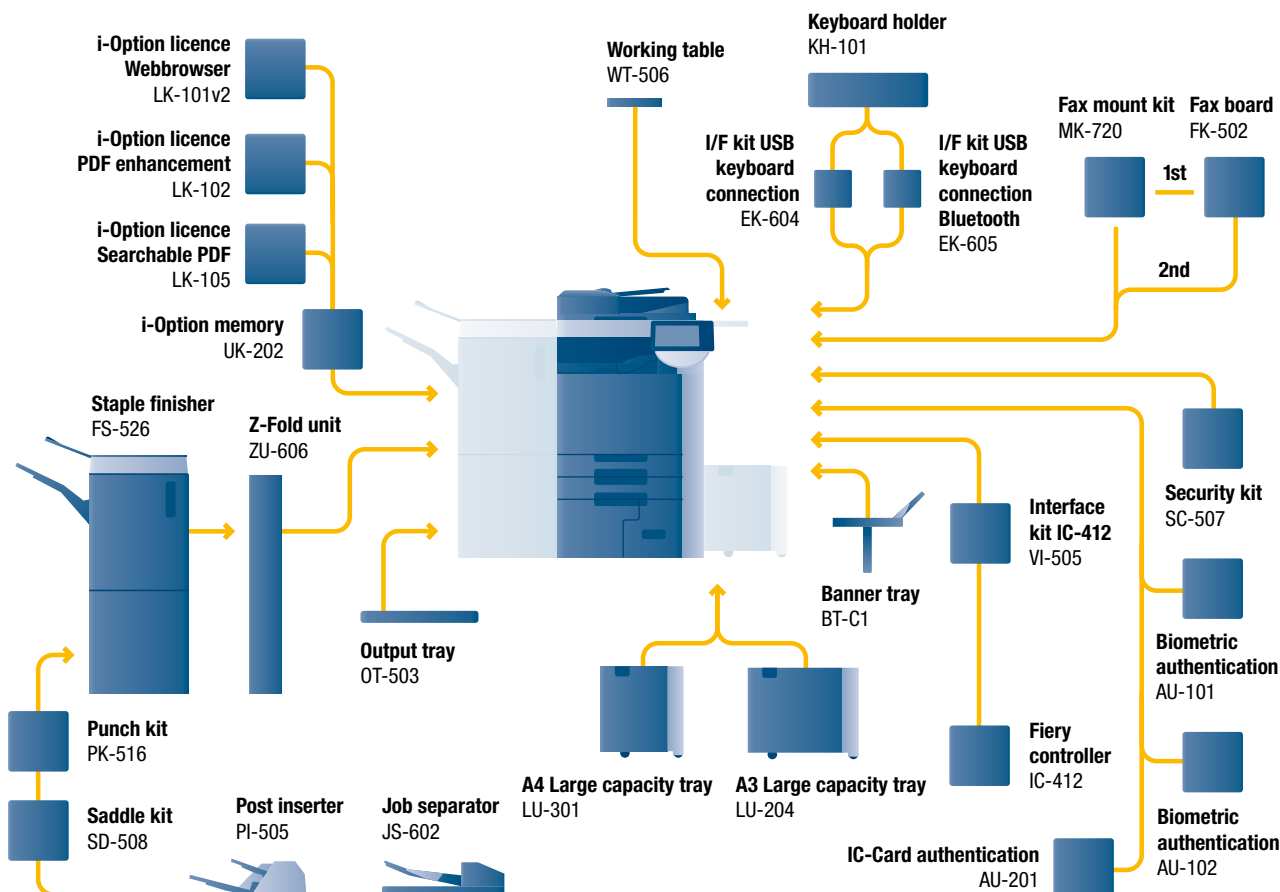 i-Option licence
Webbrowser
LK-101v2
i-Option licence
PDF enhancement
LK-102
i-Option licence
Searchable PDF
LK-105
i-Option memory
UK-202
Working table
WT-506
Keyboard holder
KH-101
I/F kit USB
keyboard
connection
EK-604
I/F kit USB
keyboard
connection
Bluetooth
EK-605
Fax mount kit
MK-720
Fax board
FK-502
1st
2nd
Staple finisher
FS-526
Z-Fold unit
ZU-606
Output tray
OT-503
Punch kit
PK-516
Saddle kit
SD-508
Post inserter
PI-505
Job separator
JS-602
A4 Large capacity tray
LU-301
A3 Large capacity tray
LU-204
Banner tray
BT-C1
Interface
kit IC-412
VI-505
Security kit
SC-507
Biometric
authentication
AU-101
Fiery
controller
IC-412
Biometric
authentication
AU-102
IC-Card authentication
AU-201